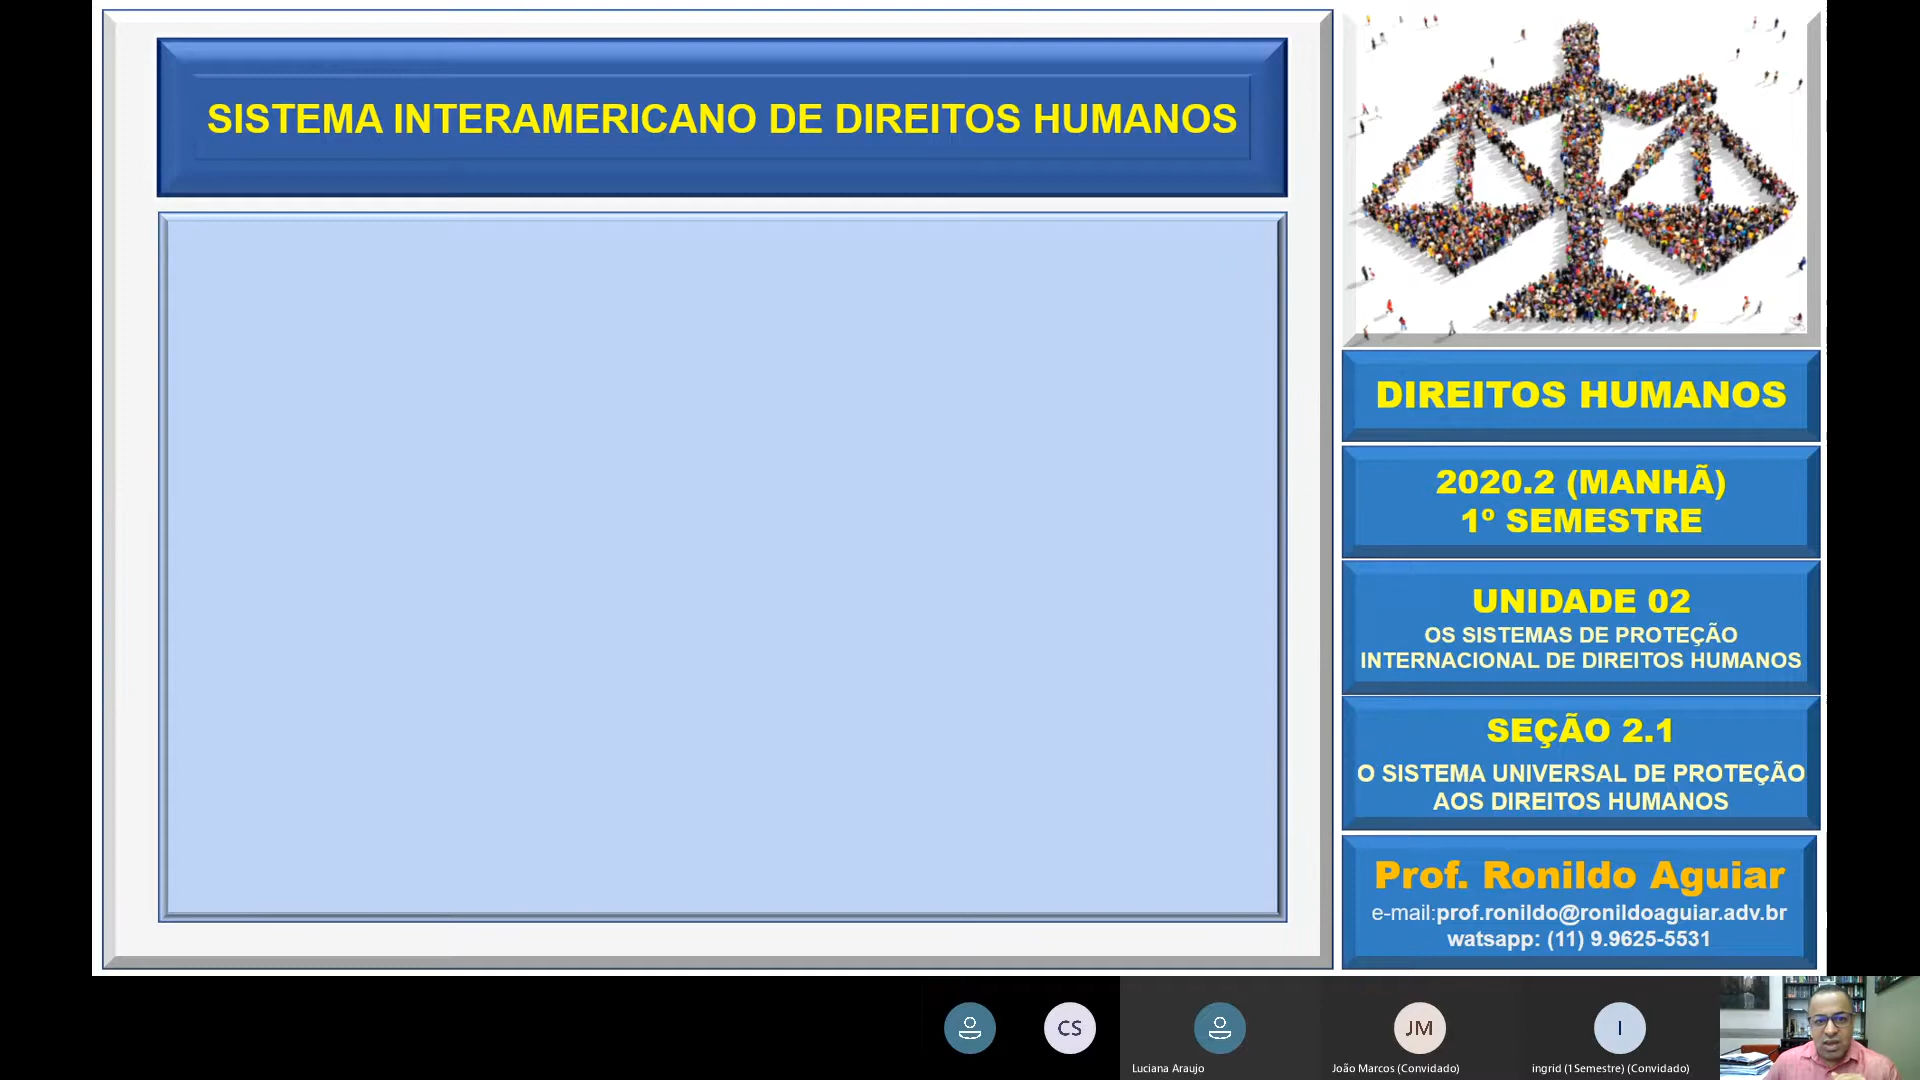 SISTEMA INTERAMERICANO DE DIREITOS HUMANOS
DIREITOS HUMANOS
2020.2 (MANHÃ)
1º SEMESTRE
UNIDADE 02
OS SISTEMAS DE PROTEÇÃO
INTERNACIONAL DE DIREITOS HUMANOS
SEÇÃO 2.1
O SISTEMA UNIVERSAL DE PROTEÇÃO
AOS DIREITOS HUMANOS
Prof. Ronildo Aguiar
e-mail:prof.ronildo@ronildoaguiar.adv.br
watsapp: (11) 9.9625-5531
CS
JM
I
Luciana Araujo
João Marcos (Convidado)
ingrid (1Semestre) (Convidado)